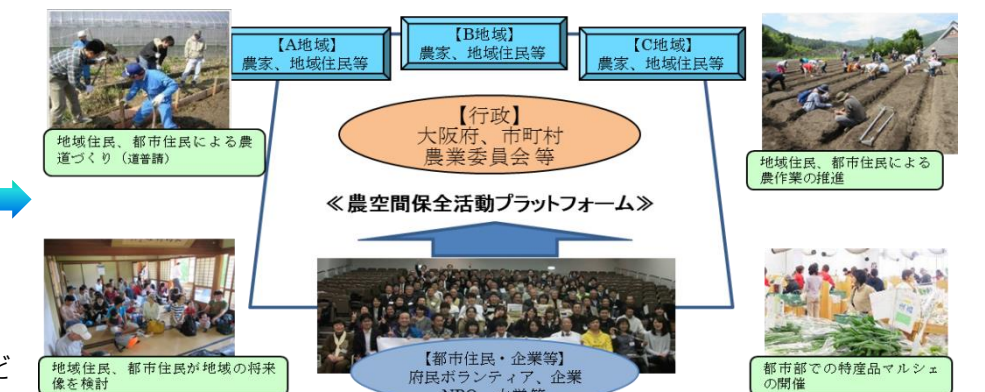 【A地域】
農家、地域住民等
【B地域】
農家、地域住民等
【C地域】
農家、地域住民等
【行政】
大阪府、市町村
農業委員会 等
地域住民、都市住民による農
道づくり（道普請）
地域住民、都市住民による
農作業の推進
≪農空間保全活動プラットフォーム≫
ど
地域住民、都市住民が地域の将来
像を検討
【都市住民・企業等】
府民ボランティア、企業
都市部での特産品マルシェ
の開催